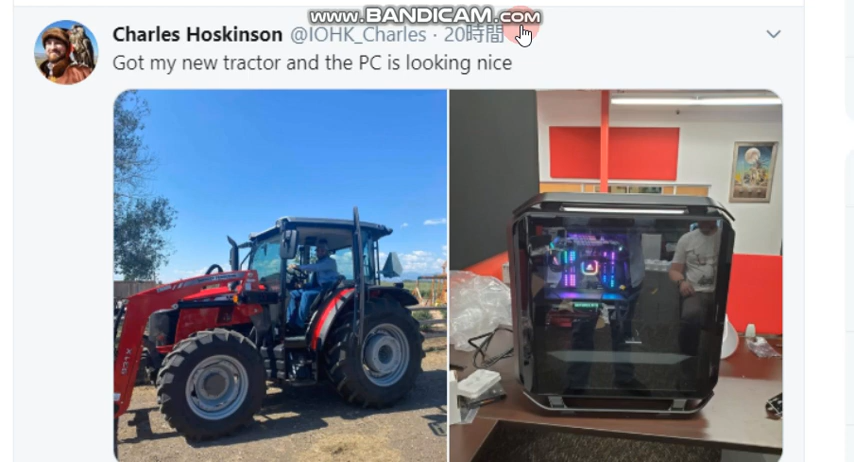 www.BANDICAM.com
Charles Hoskinson @IOHK_Charles · 20時間
Got my new tractor and the PC is looking nice